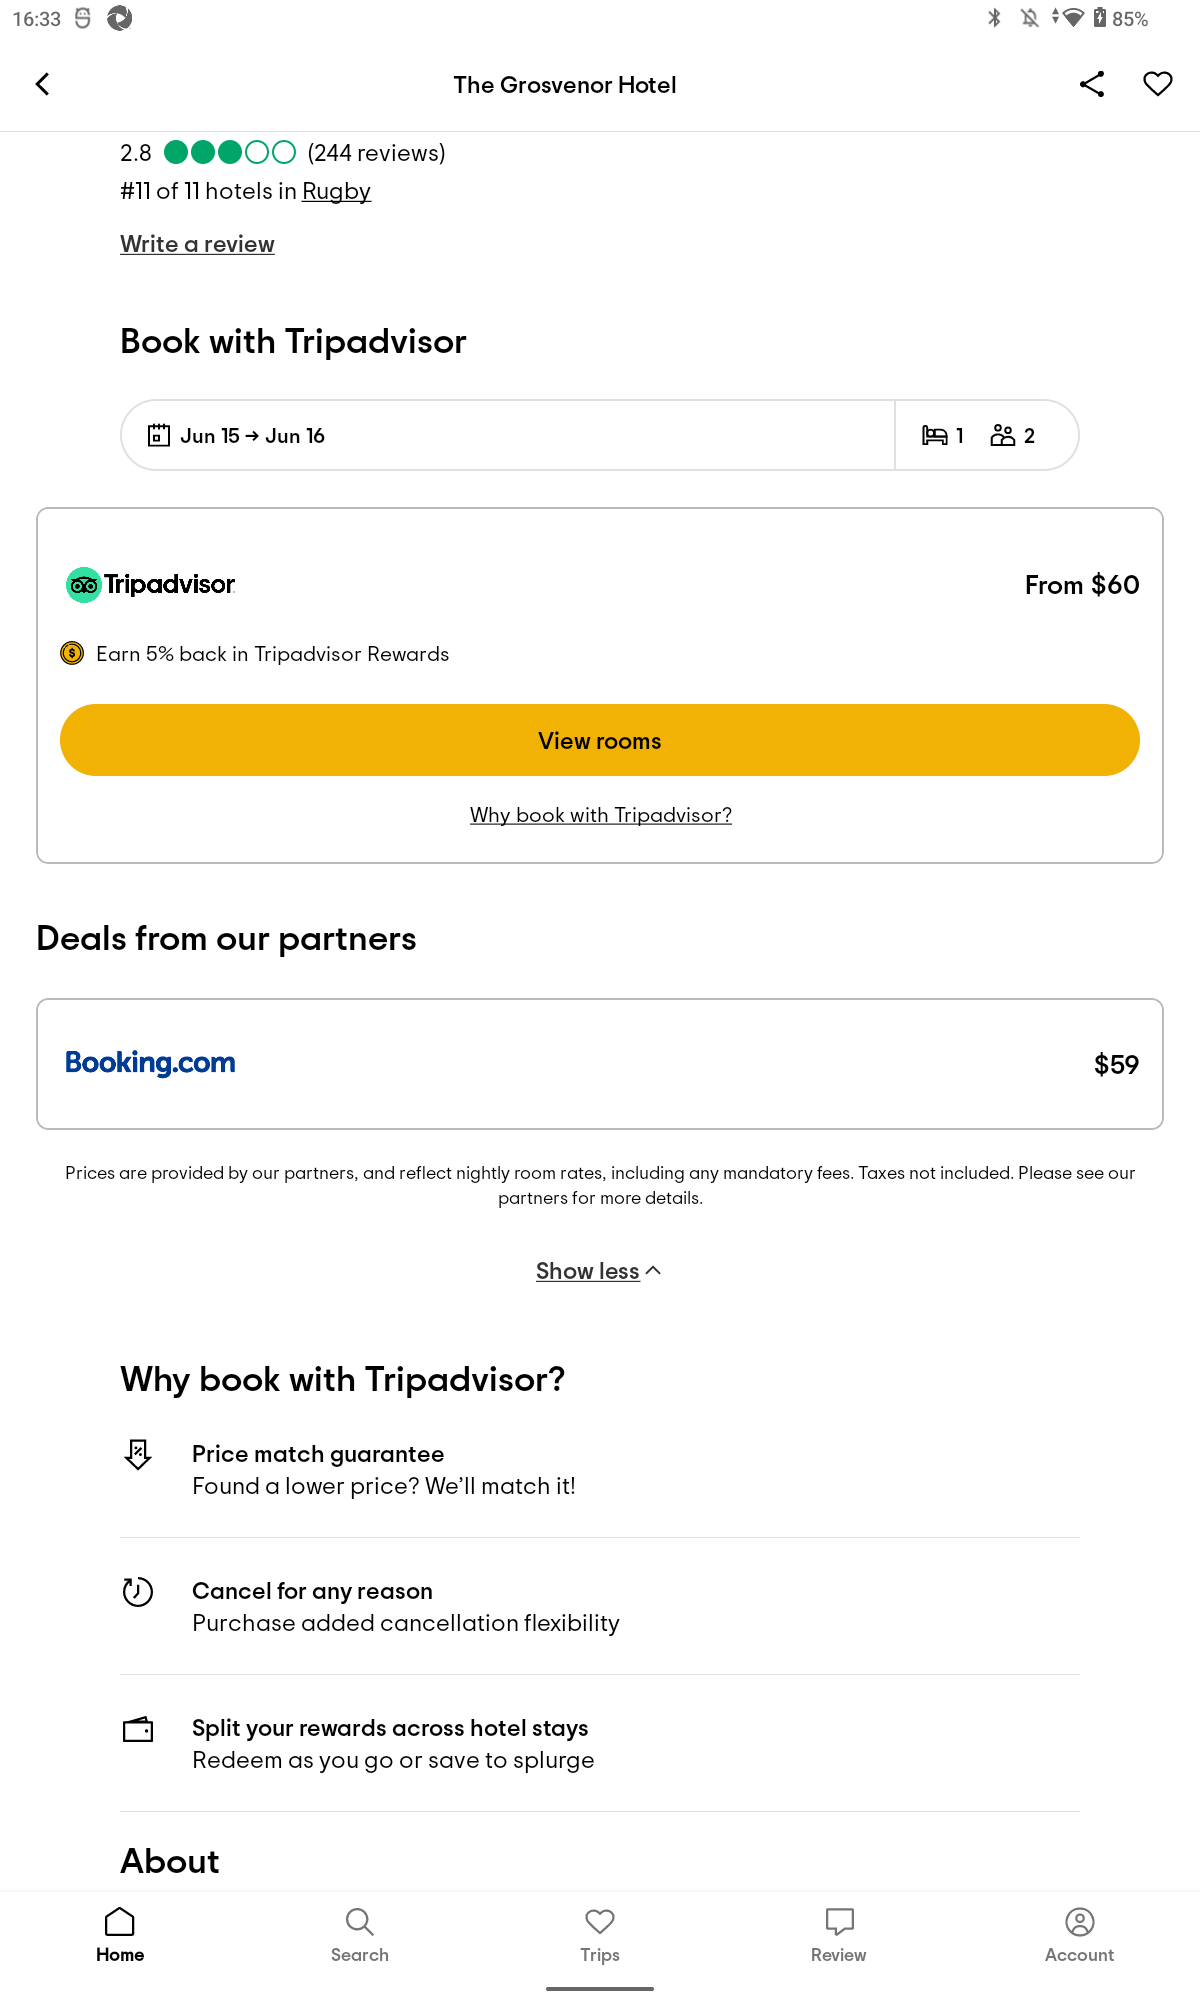 16:33
85%
The Grosvenor Hotel
2.8 (244 reviews)
#11 of 11 hotels in Rugby
Write a review
Book with Tripadvisor
Jun 15 → Jun 16
1 2
Tripadvisor
From $60
Earn 5% back in Tripadvisor Rewards
View rooms
Why book with Tripadvisor?
Deals from our partners
Booking.com
$59
Prices are provided by our partners, and reflect nightly room rates, including any mandatory fees. Taxes not included. Please see our
partners for more details.
Show less
Why book with Tripadvisor?
Price match guarantee
Found a lower price? We’ll match it!
Cancel for any reason
Purchase added cancellation flexibility
Split your rewards across hotel stays
Redeem as you go or save to splurge
About
Home
Search
Trips
Review
Account